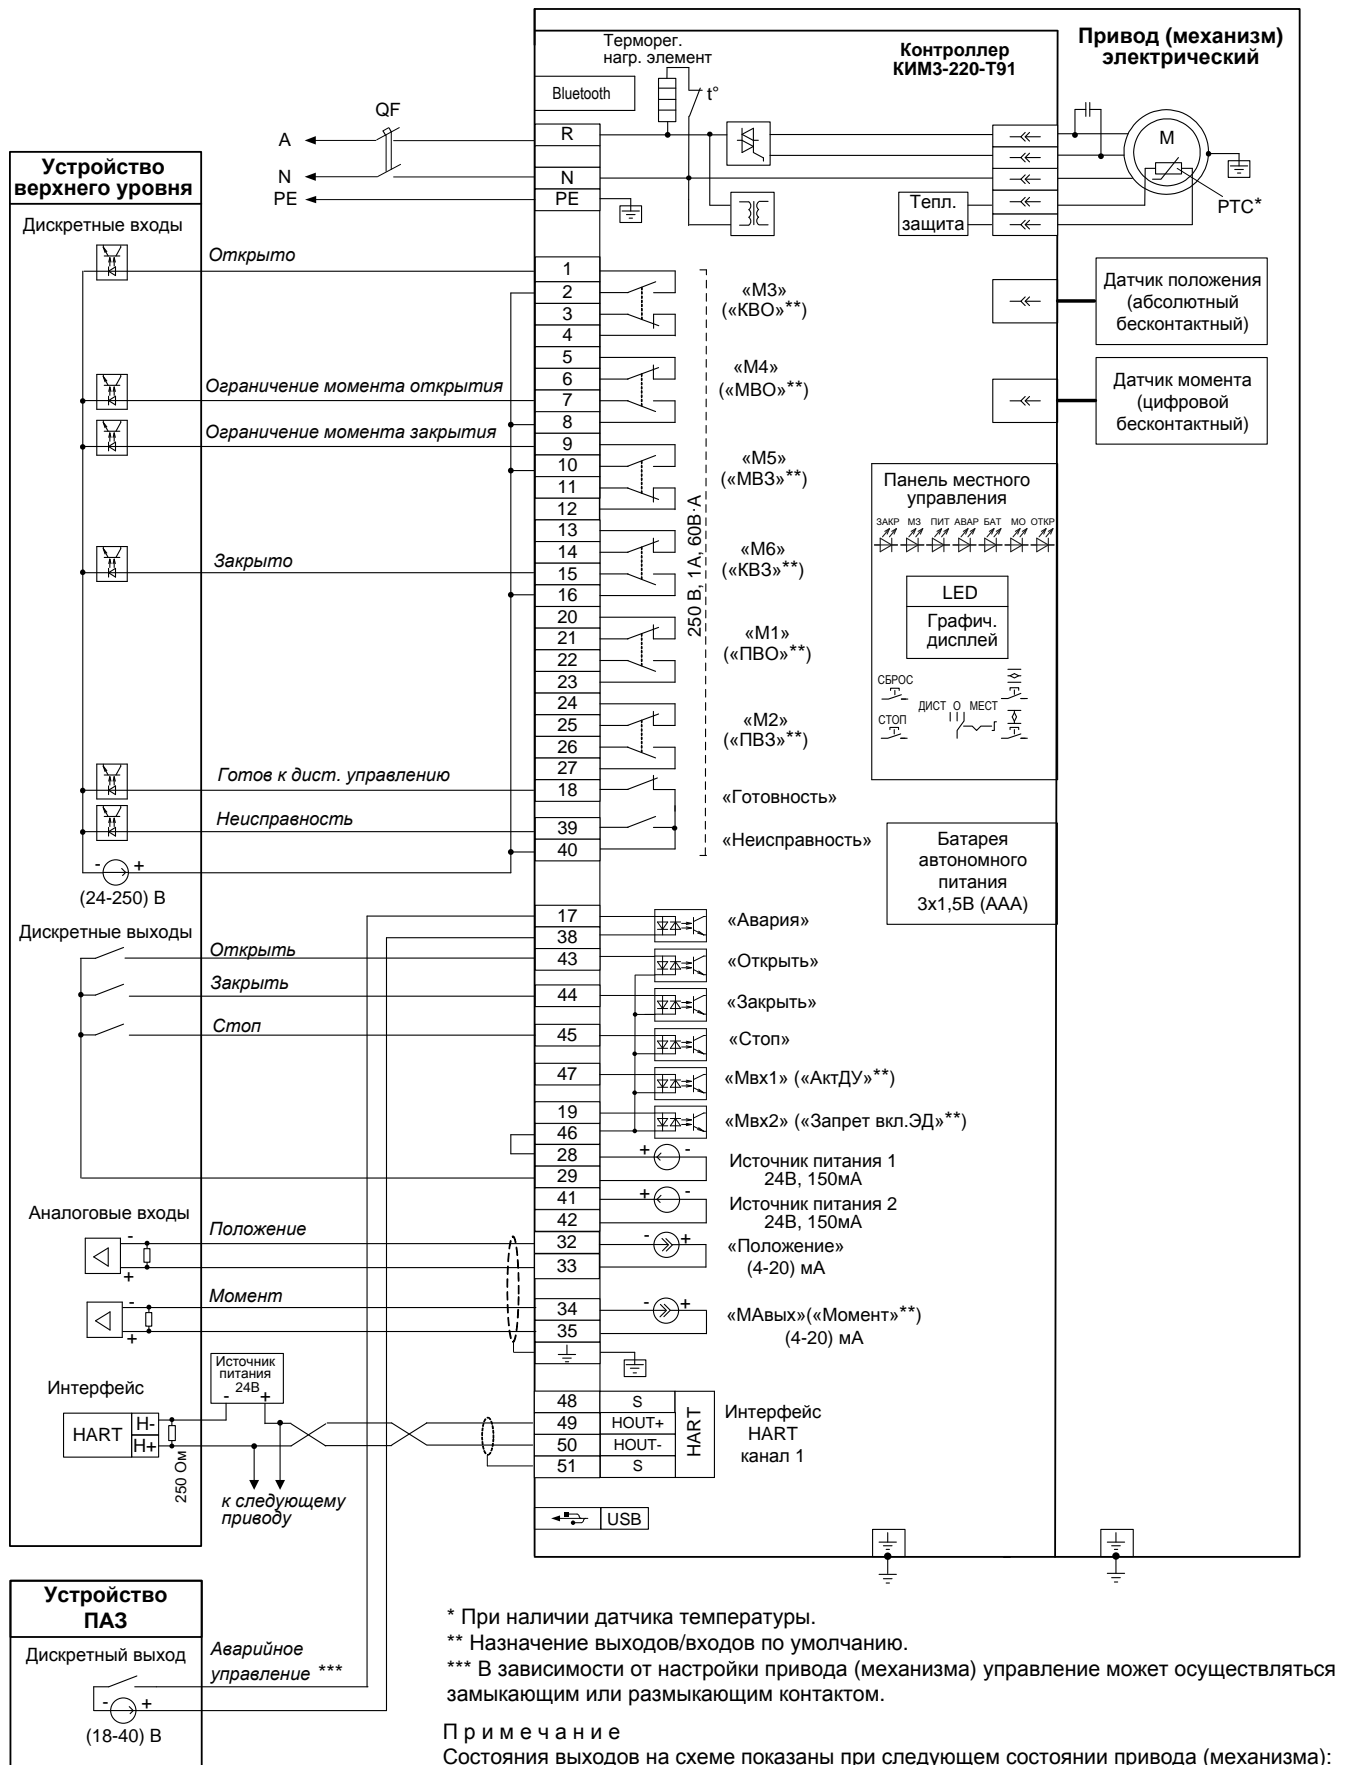 Привод (механизм)
электрический
Контроллер
КИМ3-220-Т91
Терморег.
нагр. элемент
t°
Bluetooth
QF
A
N
PE
R
N
PE
M
PTC*
Тепл.
защита
Устройство
верхнего уровня
Дискретные входы
Открыто
Ограничение момента открытия
Ограничение момента закрытия
Закрыто
Готов к дист. управлению
Неисправность
- +
(24-250) В
1
2
3
4
5
6
7
8
9
10
11
12
13
14
15
16
20
21
22
23
24
25
26
27
18
39
40
«М3»
(«КВО»**)
«М4»
(«МВО»**)
«М5»
(«МВЗ»**)
«М6»
(«КВЗ»**)
«М1»
(«ПВО»**)
«М2»
(«ПВЗ»**)
«Готовность»
«Неисправность»
250 В, 1А, 60В·А
Датчик положения
(абсолютный
бесконтактный)
Датчик момента
(цифровой
бесконтактный)
Панель местного
управления
ЗАКР МЗ ПИТ АВАР БАТ МО ОТКР
LED
Графич.
дисплей
СБРОС
СТОП
ДИСТ О МЕСТ
Батарея
автономного
питания
3х1,5В (ААА)
Дискретные выходы
Открыть
Закрыть
Стоп
17
38
43
44
45
47
19
46
28
29
41
42
32
33
34
35
«Авария»
«Открыть»
«Закрыть»
«Стоп»
«Мвх1» («АктДУ»**)
«Мвх2» («Запрет вкл.ЭД»**)
+ -
Источник питания 1
24В, 150мА
+ -
Источник питания 2
24В, 150мА
- +
«Положение»
(4-20) мА
- +
«МАвых»(«Момент»**)
(4-20) мА
Аналоговые входы
Положение
-
+
Момент
-
+
Интерфейс
HART
H-
H+
250 Ом
Источник
питания
24В
- +
к следующему
приводу
48 S
49 HOUT+
50 HOUT-
51 S
HART
Интерфейс
HART
канал 1
USB
Устройство
ПАЗ
Дискретный выход
- +
(18-40) В
Аварийное
управление ***
* При наличии датчика температуры.
** Назначение выходов/входов по умолчанию.
*** В зависимости от настройки привода (механизма) управление может осуществляться
замыкающим или размыкающим контактом.
П р и м е ч а н и е
Состояния выходов на схеме показаны при следующем состоянии привода (механизма):